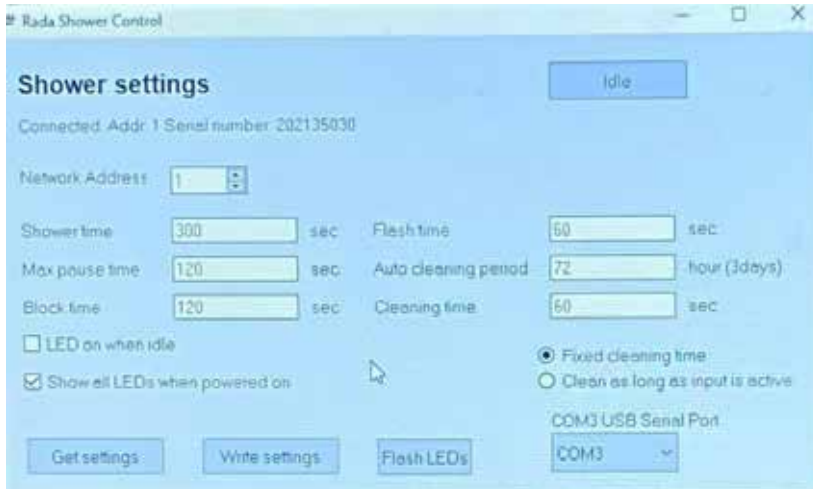 Rada Shower Control
Shower settings
Idle
Connected. Addr: 1 Serial number: 202135030
Network Address 1
Shower time 300 sec Flash time 60 sec
Max pause time 120 sec Auto cleaning period 72 hour (3days)
Block time 120 sec Cleaning time 60 sec
LED on when idle
Fixed cleaning time
Show all LEDs when powered on
Clean as long as input is active
COM3 USB Serial Port
Get settings Write settings Flash LEDs COM3